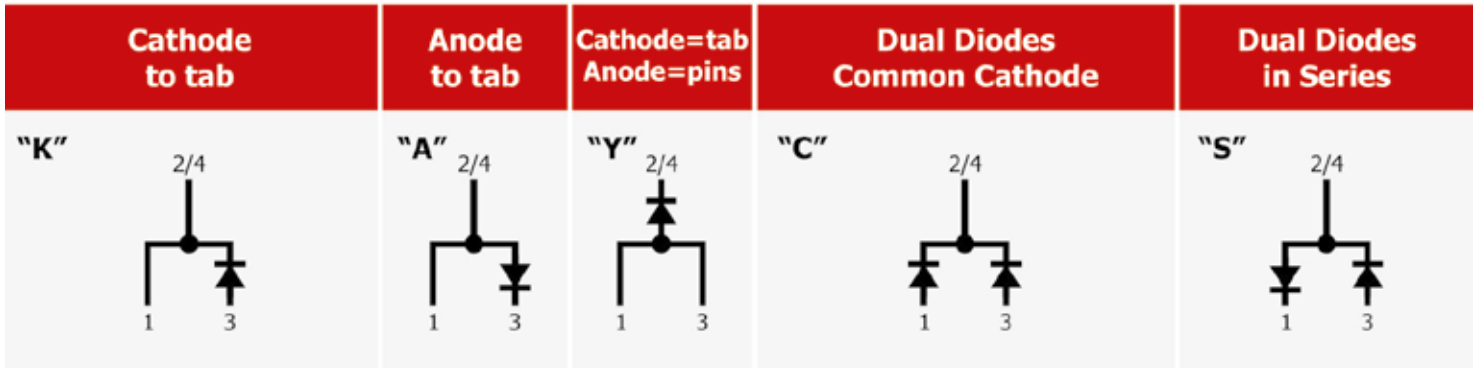 Cathode
to tab
Anode
to tab
Cathode=tab
Anode=pins
Dual Diodes
Common Cathode
Dual Diodes
in Series
“K”
2/4
1
3
“A”
2/4
1
3
“Y”
2/4
1
3
“C”
2/4
1
3
“S”
2/4
1
3